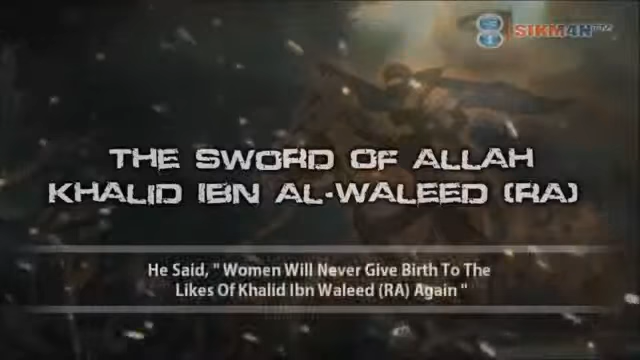 THE SWORD OF ALLAH
KHALID IBN AL-WALEED (RA)
He Said, " Women Will Never Give Birth To The
Likes Of Khalid Ibn Waleed (RA) Again "